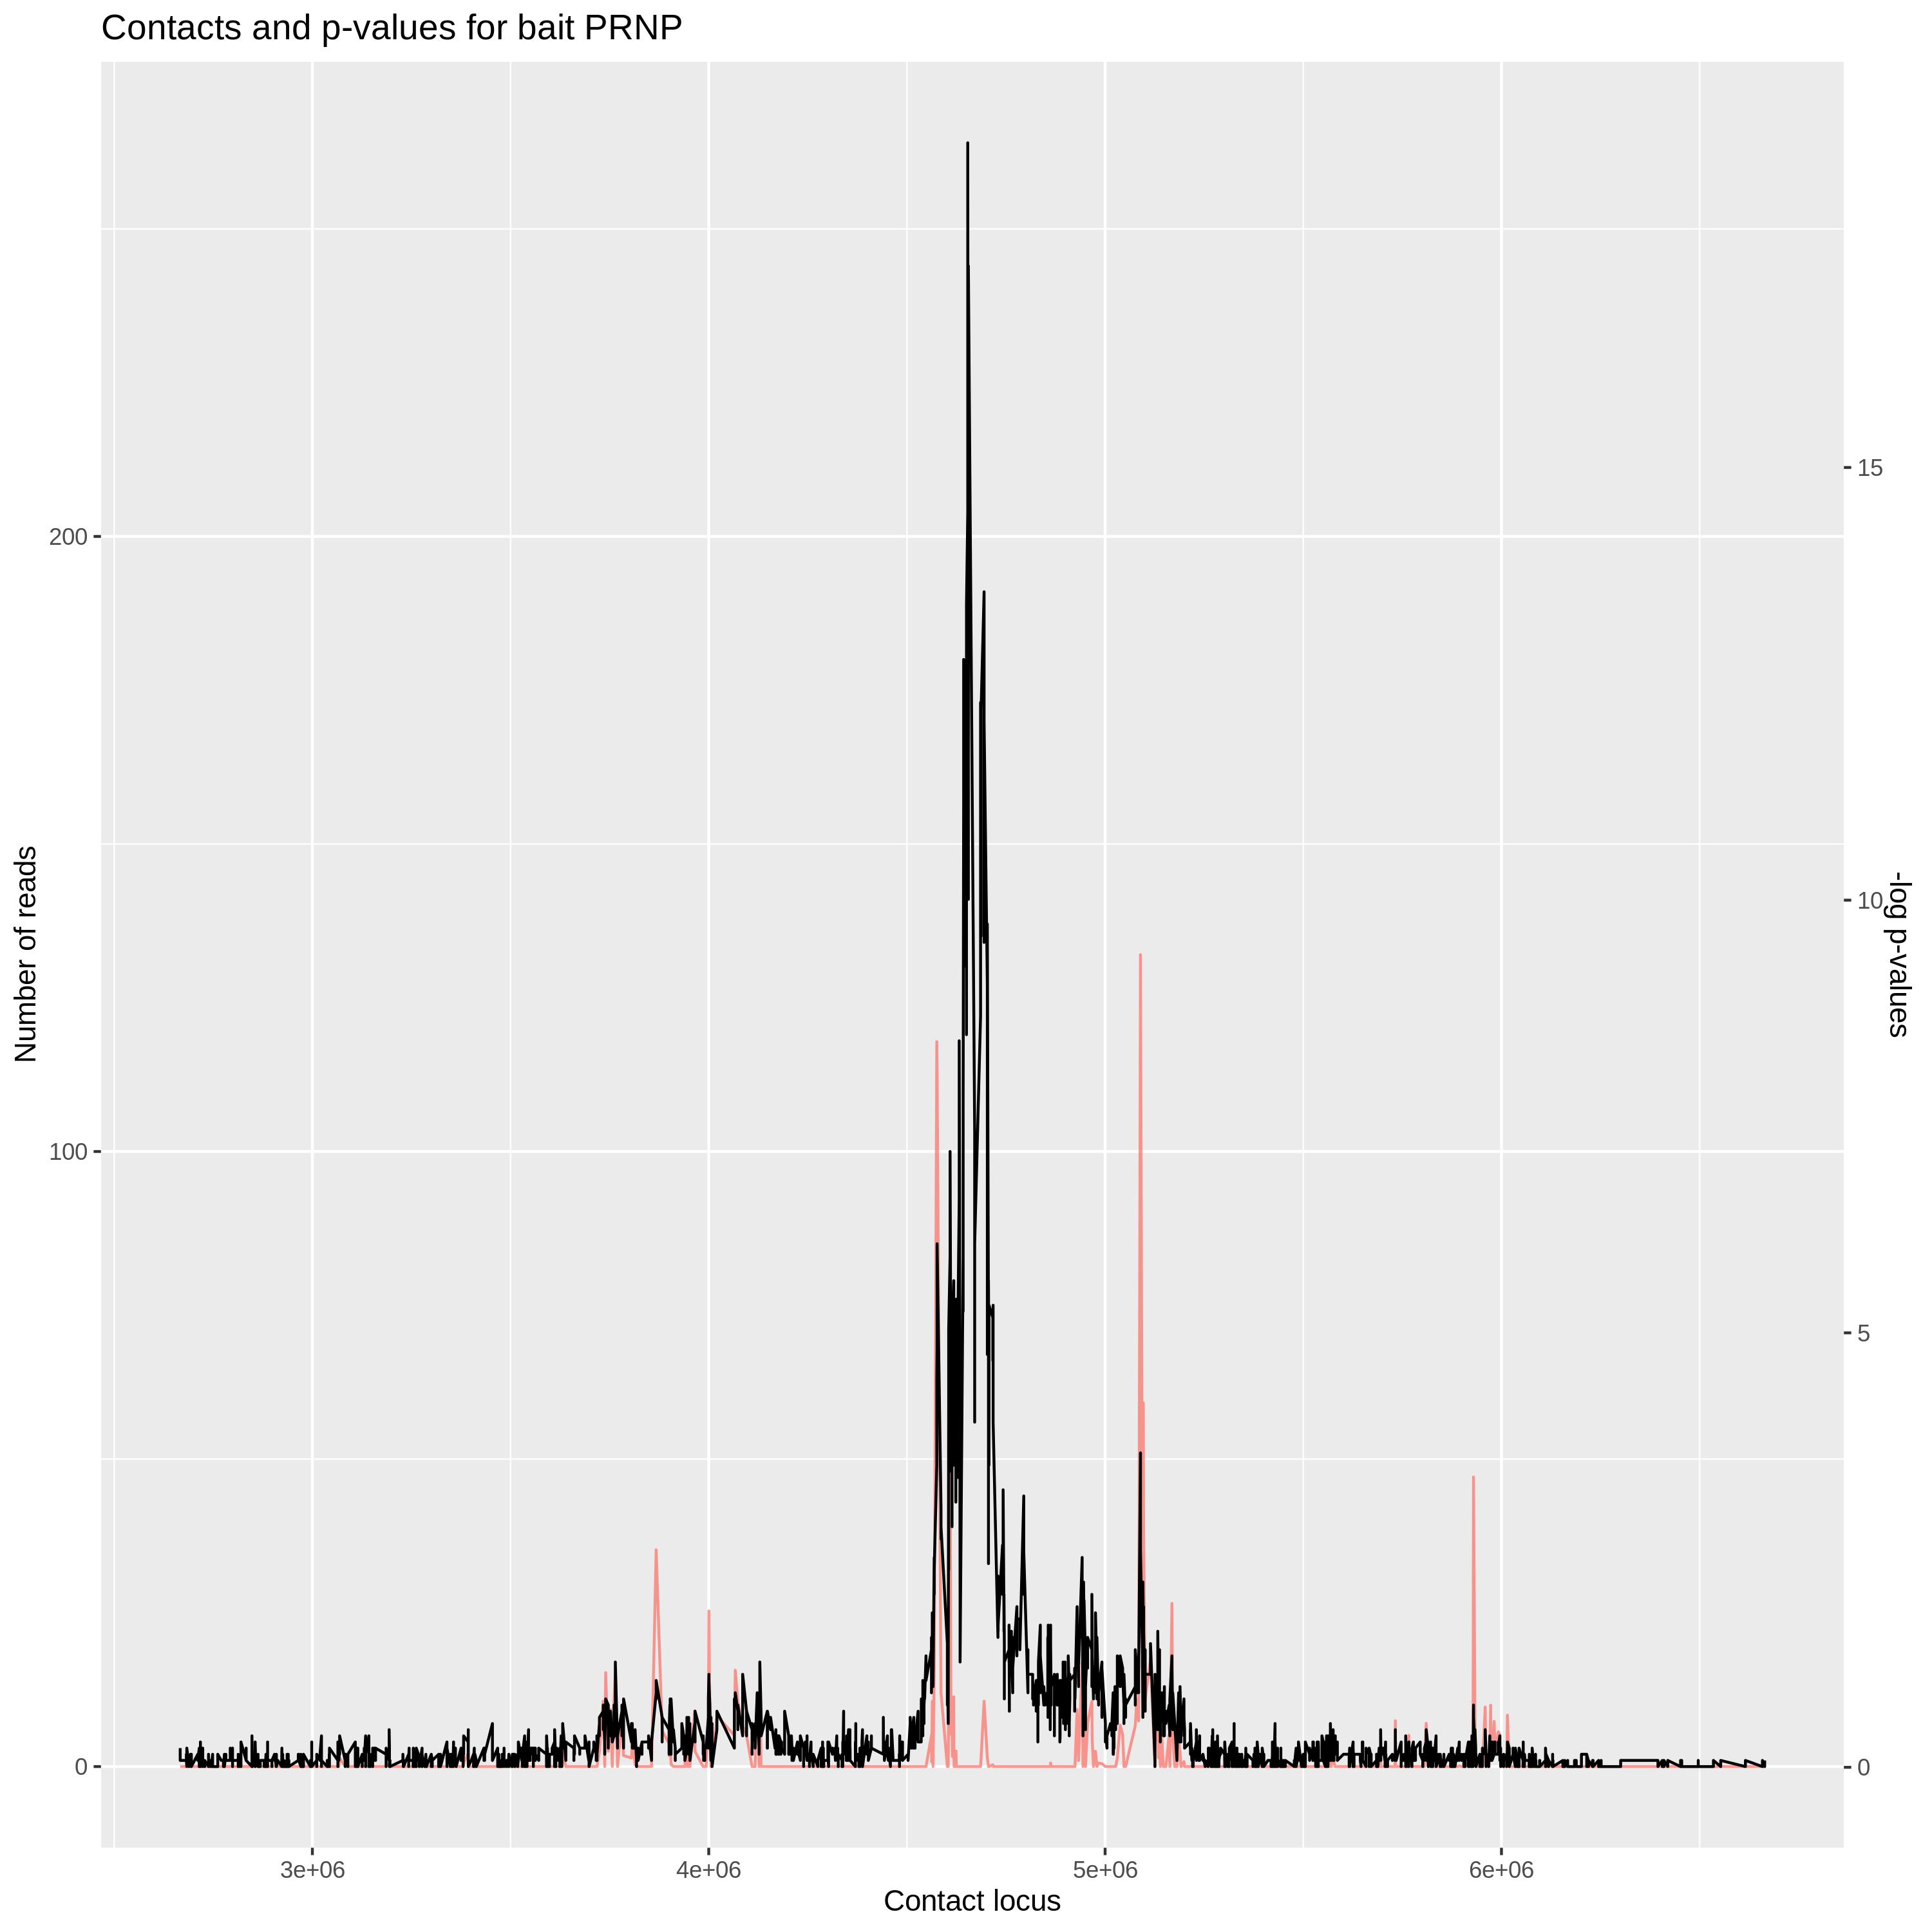 Contacts and p-values for bait PRNP
Number of reads
200
100
0
15
10
5
0
-log p-values
3e+06 4e+06 5e+06 6e+06
Contact locus